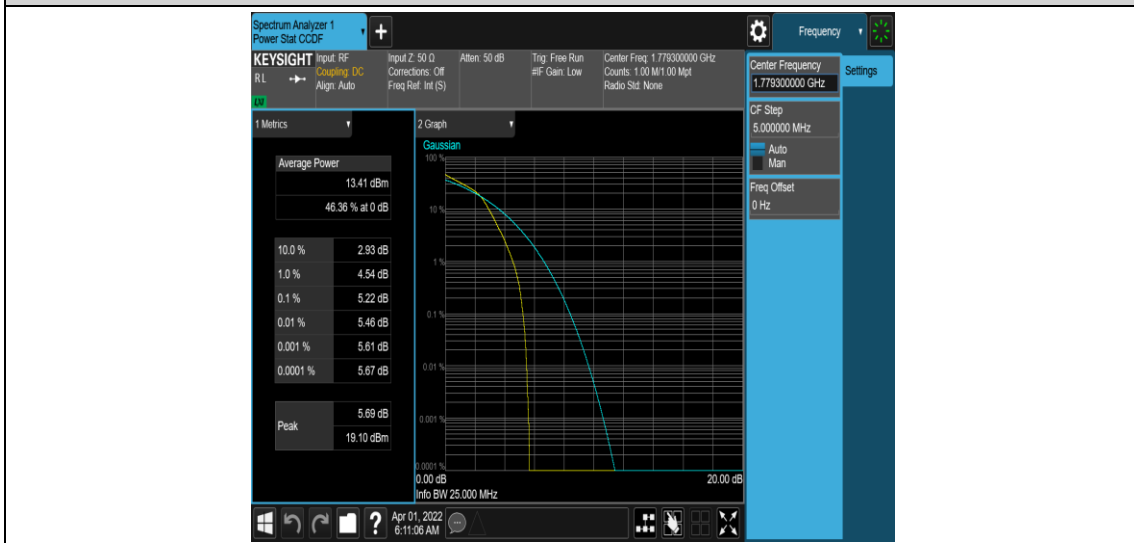 Spectrum Analyzer 1
Power Stat CCDF
+
Frequency
KEYSIGHT
RL
LXI
Input: RF
Coupling: DC
Align: Auto
Input Z: 50 Ω
Corrections: Off
Freq Ref: Int (S)
Atten: 50 dB
Trig: Free Run
#IF Gain: Low
Center Freq: 1.779300000 GHz
Counts: 1.00 M/1.00 Mpt
Radio Std: None
Center Frequency
1.779300000 GHz
Settings
CF Step
5.000000 MHz
Auto
Man
Freq Offset
0 Hz
1 Metrics
Average Power
13.41 dBm
46.36 % at 0 dB
10.0 % 2.93 dB
1.0 % 4.54 dB
0.1 % 5.22 dB
0.01 % 5.46 dB
0.001 % 5.61 dB
0.0001 % 5.67 dB
Peak 5.69 dB
19.10 dBm
2 Graph
Gaussian
100 %
10 %
1 %
0.1 %
0.01 %
0.001 %
0.0001 %
0.00 dB 20.00 dB
Info BW 25.000 MHz
?
Apr 01, 2022
6:11:06 AM